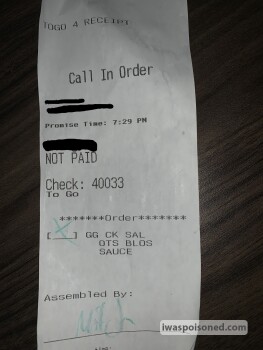 TOGO 4 RECEIPT
Call In Order
Promise Time: 7:29 PM
NOT PAID
Check: 40033
To Go
*******Order*******
[ X ] GG CK SAL
OTS BLOS
SAUCE
Assembled By:
iwaspoisoned.com